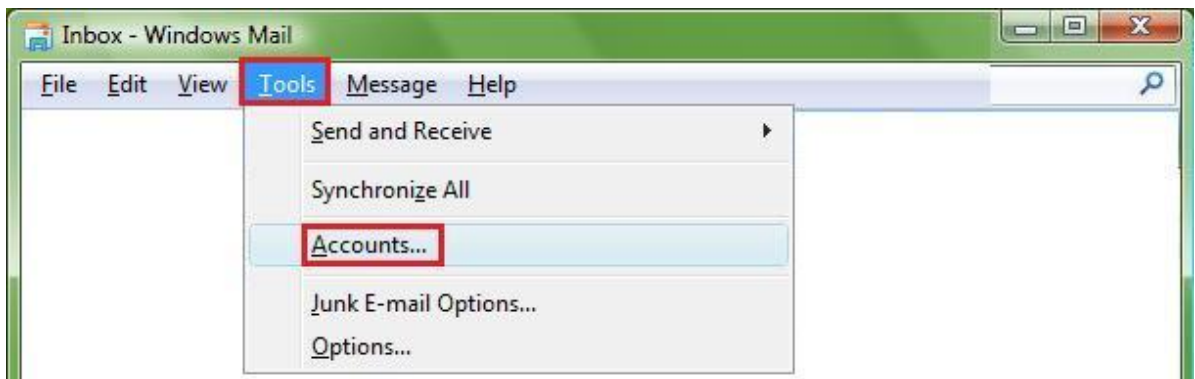 Inbox - Windows Mail
File Edit View Tools Message Help
Send and Receive
Synchronize All
Accounts...
Junk E-mail Options...
Options...